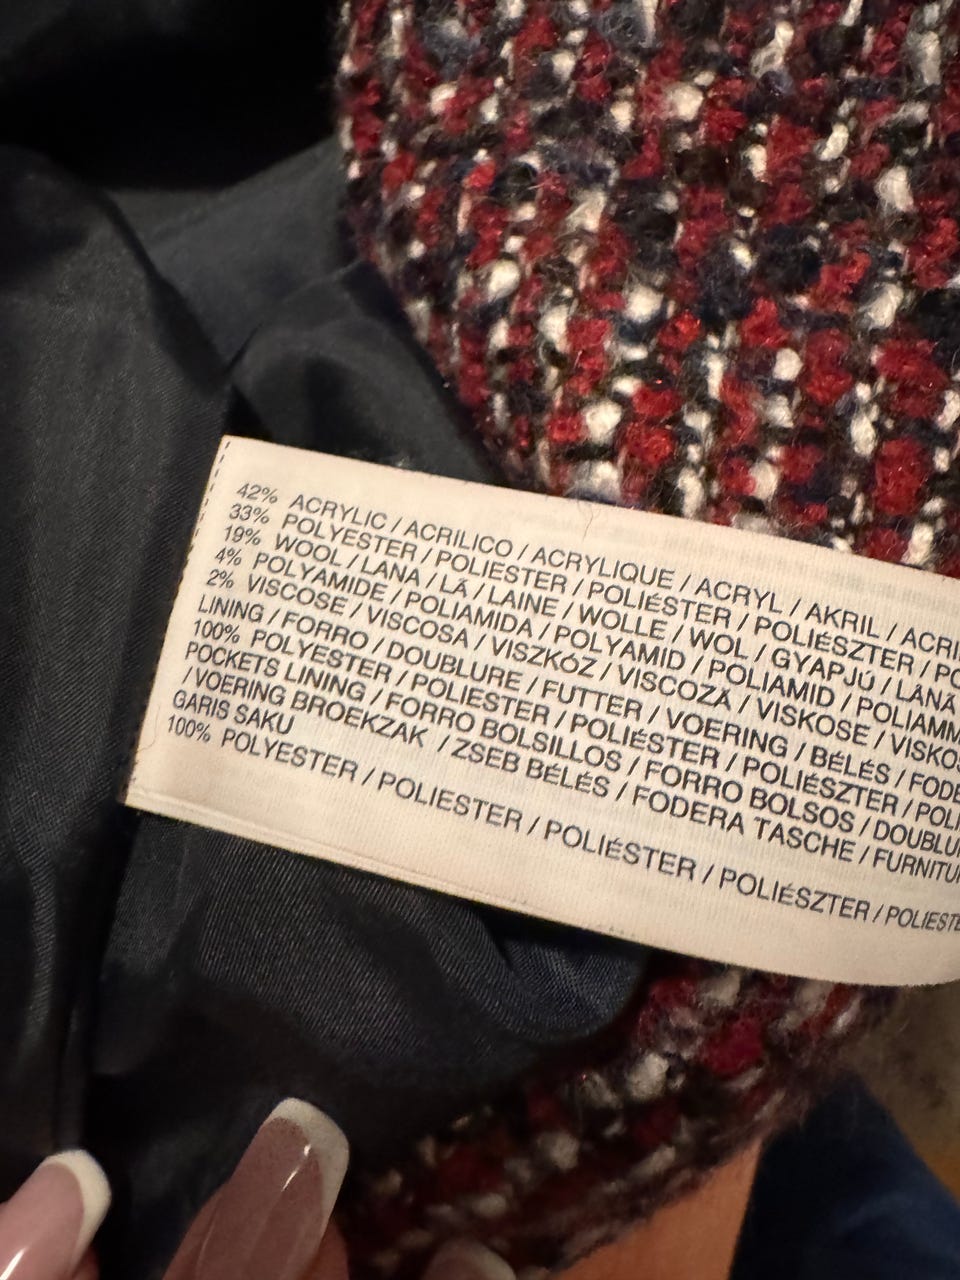 42% ACRYLIC / ACRILICO / ACRYLIQUE / ACRYL / AKRIL /
33% POLYESTER / POLIESTER / POLIÉSTER / POLIÉSZTER /
19% WOOL / LANA / LÃ / LAINE / WOLLE / WOL / GYAPJÚ / LANĂ
4% POLYAMIDE / POLIAMIDA / POLYAMID / POLIAMID /
2% VISCOSE / VISCOSA / VISZKÓZ / VISCOZĂ / VISKOSE /
LINING / FORRO / DOUBLURE / FUTTER / VOERING / BÉLÉS /
100% POLYESTER / POLIESTER / POLIÉSTER / POLIÉSZTER /
POCKETS LINING / FORRO BOLSILLOS / FORRO BOLSOS /
/ VOERING BROEKZAK / ZSEB BÉLÉS / FODERA TASCHE /
GARIS SAKU
100% POLYESTER / POLIESTER / POLIÉSTER / POLIÉSZTER /